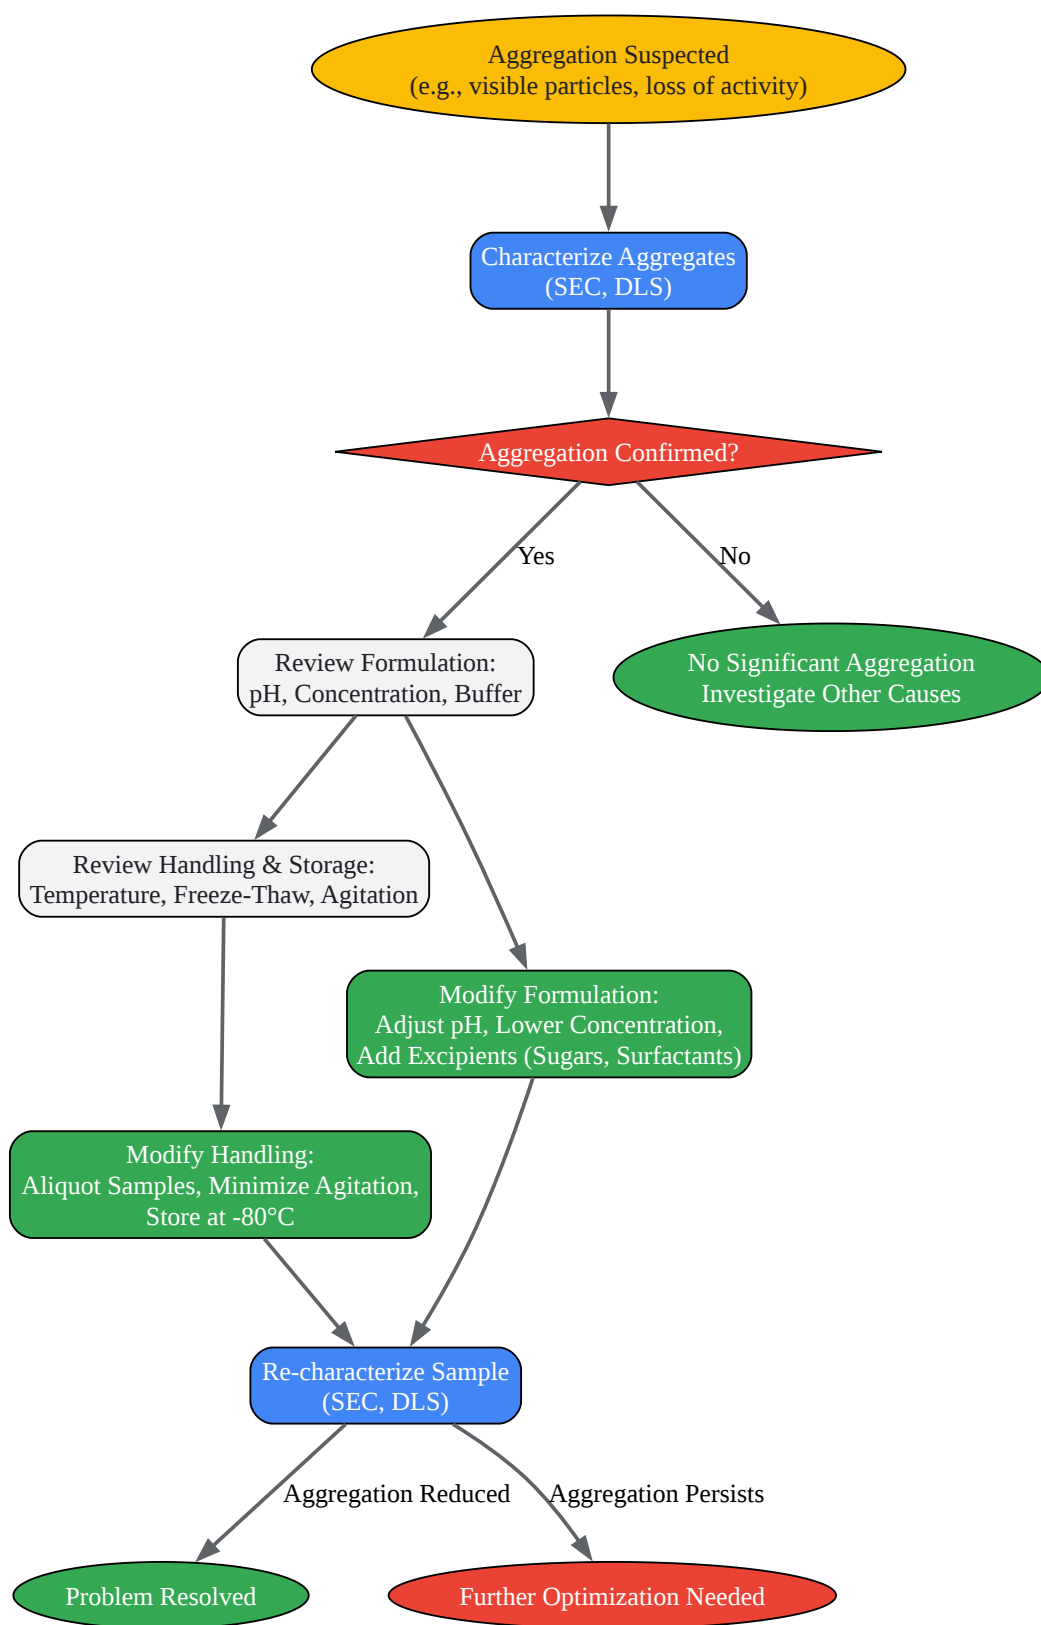 Aggregation Suspected
(e.g., visible particles, loss of activity)
Characterize Aggregates
(SEC, DLS)
Aggregation Confirmed?
Yes
No
Review Formulation:
pH, Concentration, Buffer
No Significant Aggregation
Investigate Other Causes
Review Handling & Storage:
Temperature, Freeze-Thaw, Agitation
Modify Formulation:
Adjust pH, Lower Concentration,
Add Excipients (Sugars, Surfactants)
Modify Handling:
Aliquot Samples, Minimize Agitation,
Store at -80°C
Re-characterize Sample
(SEC, DLS)
Aggregation Reduced
Aggregation Persists
Problem Resolved
Further Optimization Needed